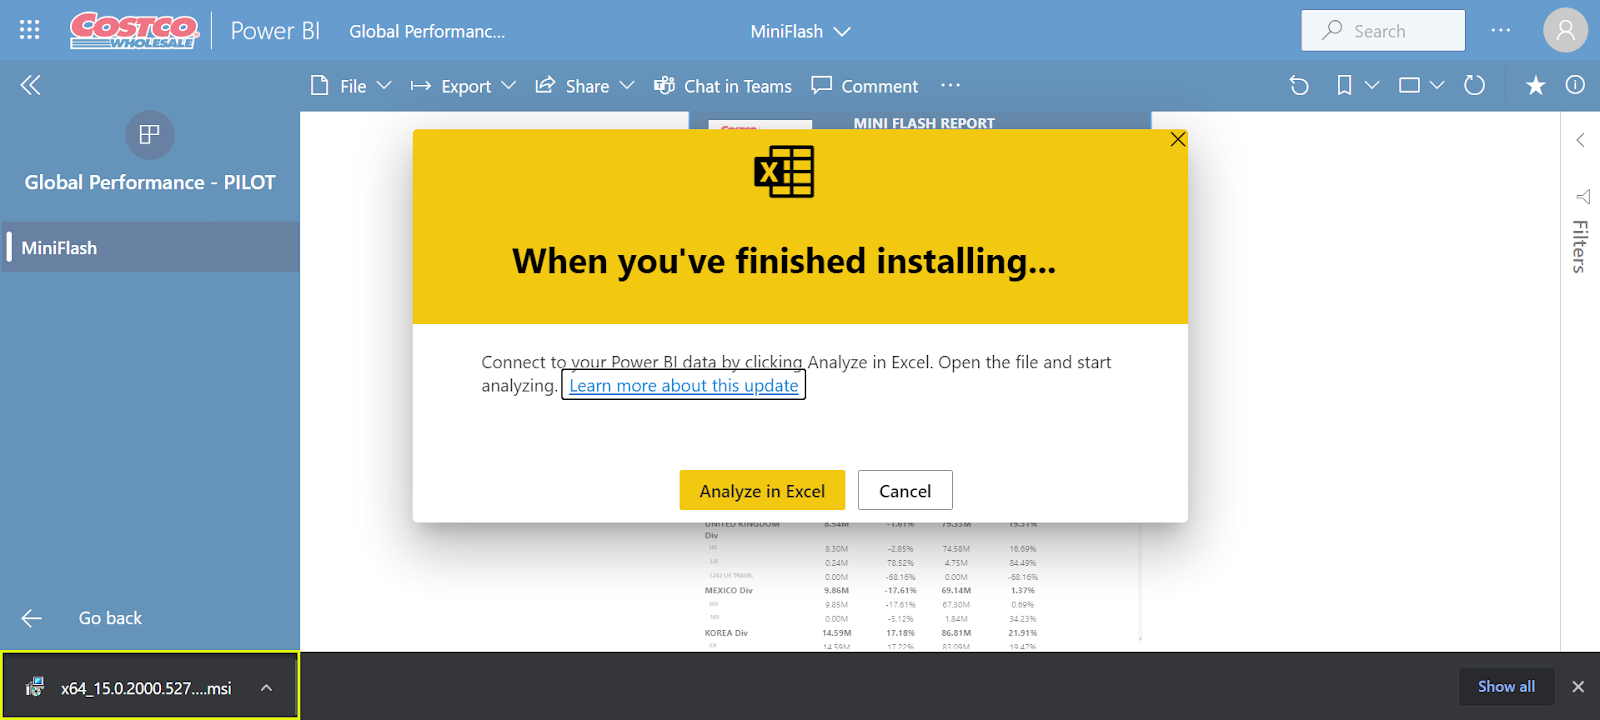 COSTCO
WHOLESALE
Power BI
Global Performanc...
MiniFlash
Search
File
Export
Share
Chat in Teams
Comment
Global Performance - PILOT
MiniFlash
Go back
MINI FLASH REPORT
When you've finished installing...
Connect to your Power BI data by clicking Analyze in Excel. Open the file and start
analyzing. Learn more about this update
Analyze in Excel
Cancel
UNITED KINGDOM 8.54M -1.61% 79.33M 19.31%
Div
UK 8.30M -2.85% 74.58M 16.69%
UK 0.24M 78.52% 4.75M 84.49%
1242 UK TRAVEL 0.00M -68.16% 0.00M -68.16%
MEXICO Div 9.86M -17.61% 69.14M 1.37%
MX 9.85M -17.61% 67.30M 0.69%
MX 0.00M -5.12% 1.84M 34.23%
KOREA Div 14.59M 17.18% 86.81M 21.91%
14.59M 17.22% 83.09M 19.47%
Filters
x64_15.0.2000.527....msi
Show all